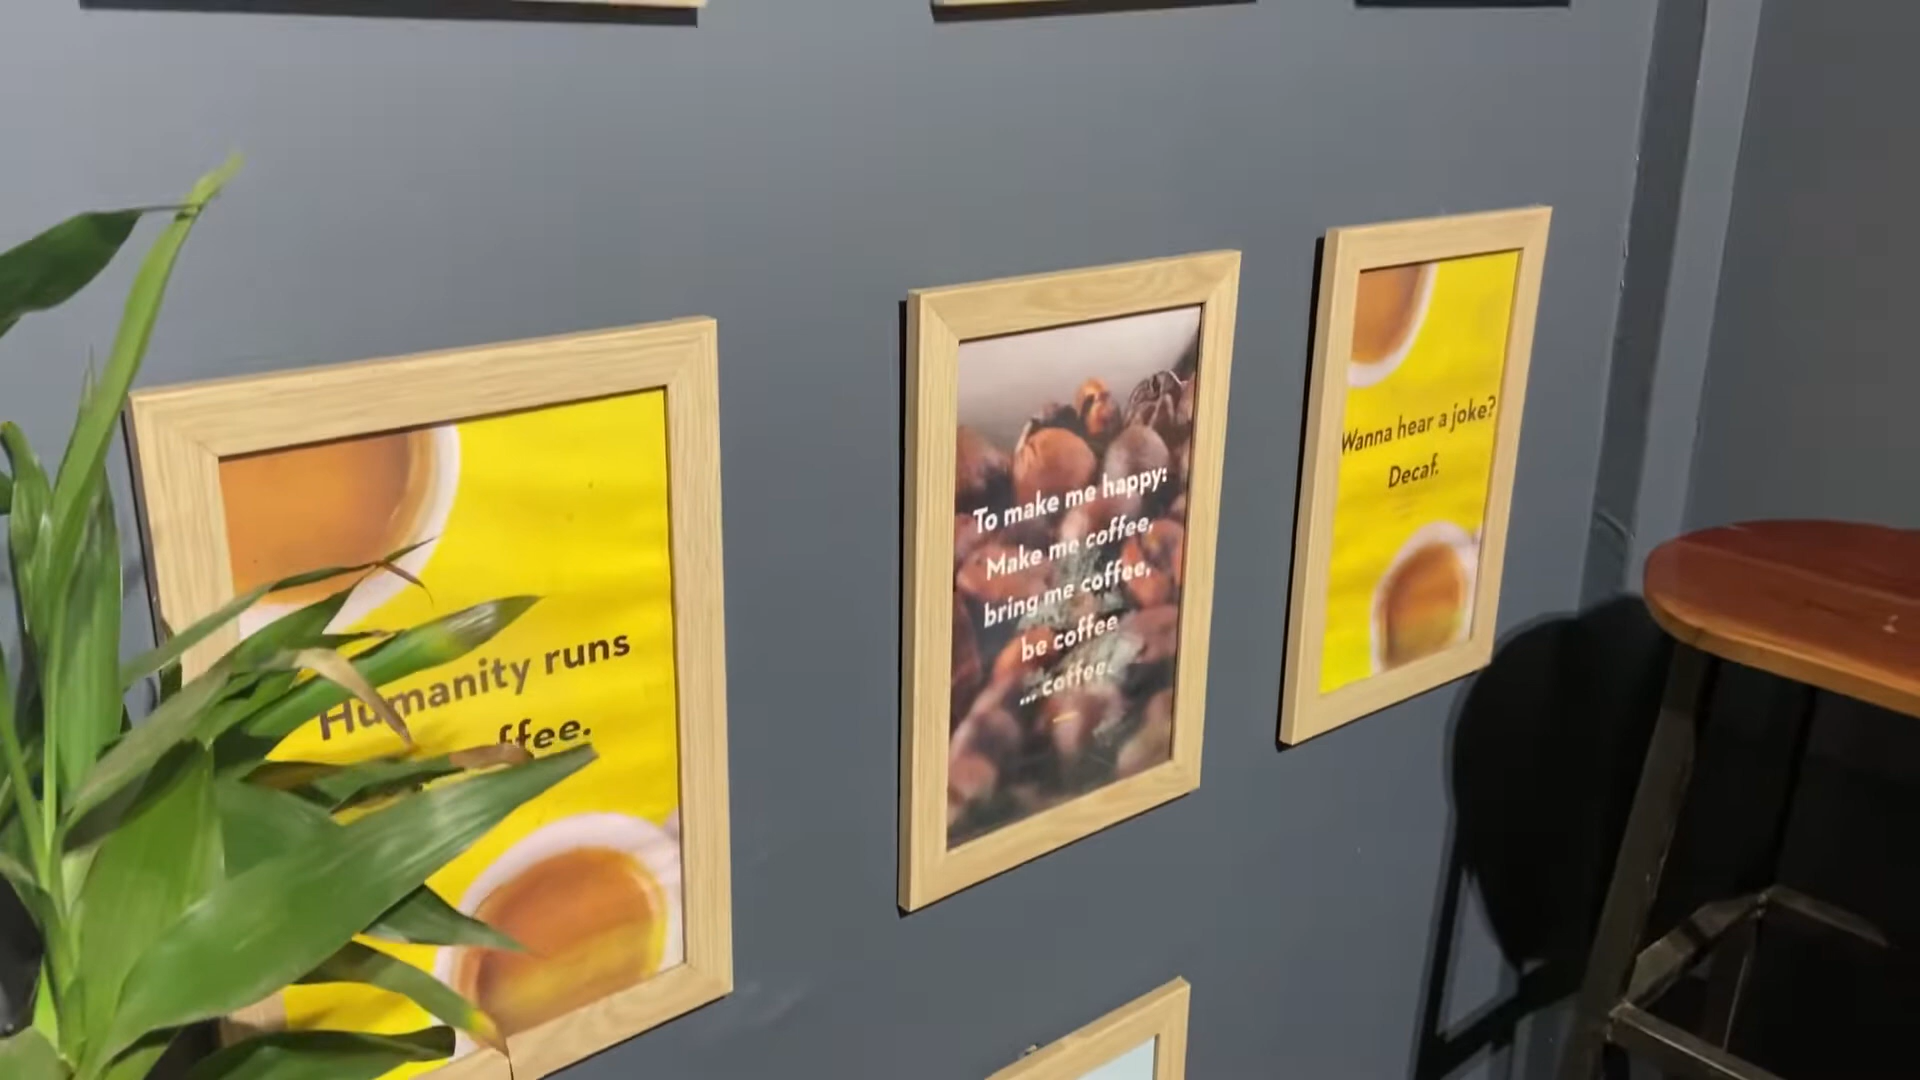 Humanity runs
ffee.
To make me happy:
Make me coffee,
bring me coffee,
be coffee
... coffee.
Wanna hear a joke?
Decaf.